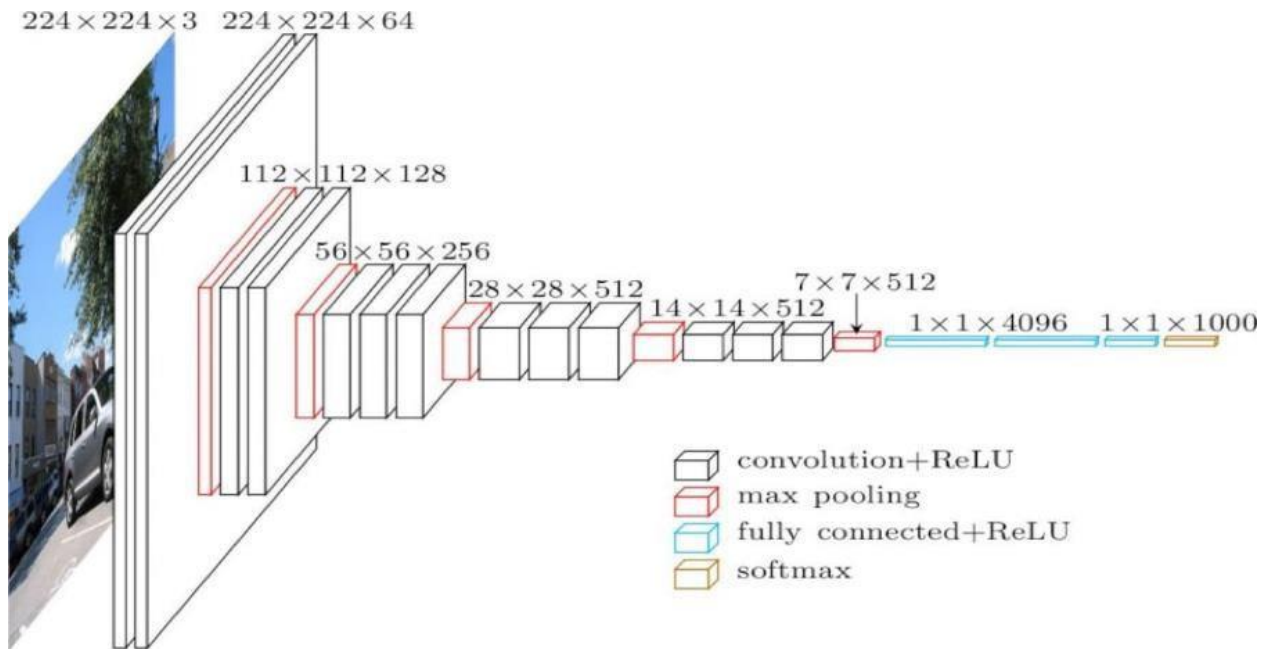 224×224×3
224×224×64
112×112×128
56×56×256
28×28×512
14×14×512
7×7×512
1×1×4096
1×1×1000
convolution+ReLU
max pooling
fully connected+ReLU
softmax